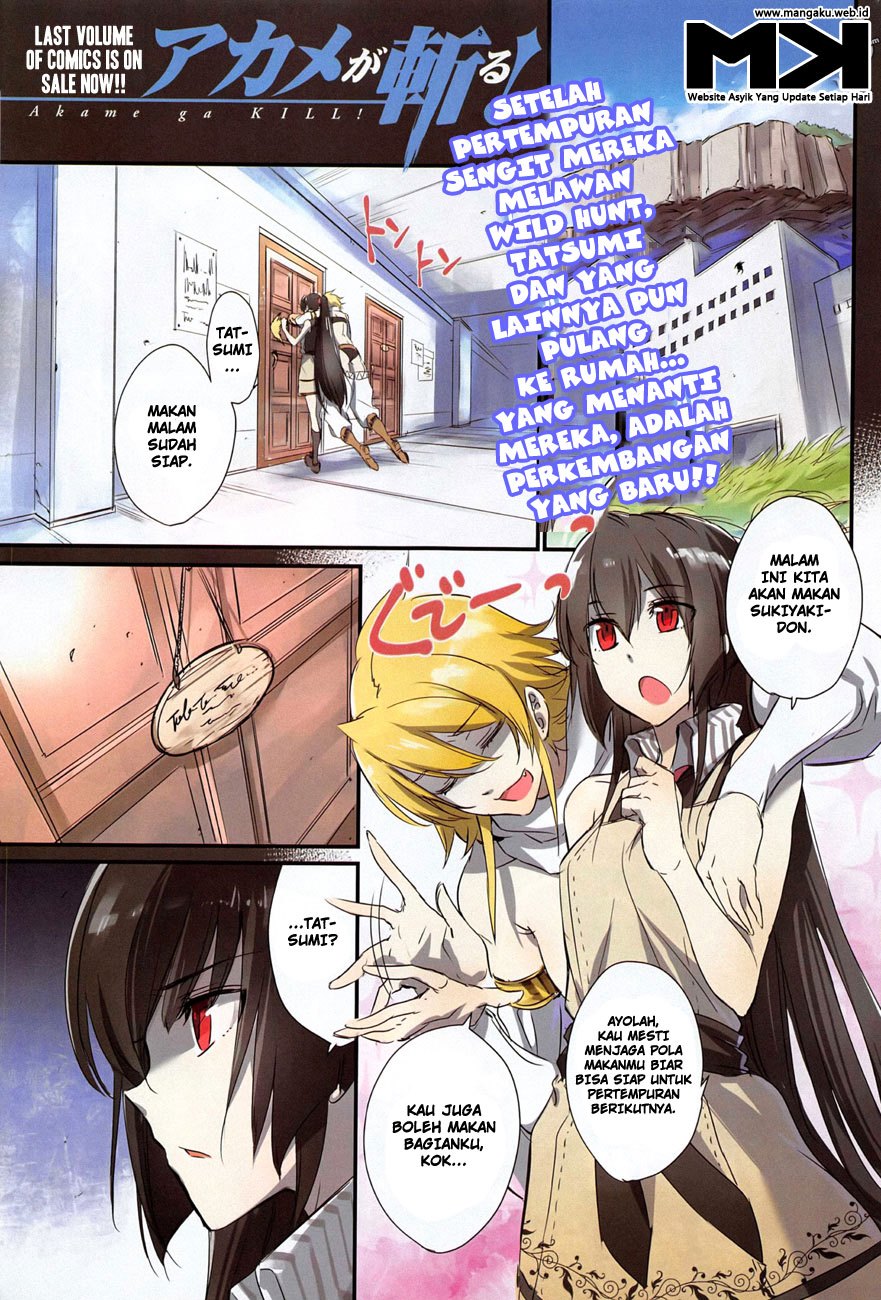 LAST VOLUME
OF COMICS IS ON
SALE NOW!!
アカメが斬る!
き
Akame ga KILL!
www.mangaku.web.id
MK
Website Asyik Yang Update Setiap Hari
SETELAH
PERTEMPURAN
SENGIT MEREKA
MELAWAN
WILD HUNT,
TATSUMI
DAN YANG
LAINNYA PUN
PULANG
KE RUMAH...
YANG MENANTI
MEREKA, ADALAH
PERKEMBANGAN
YANG BARU!!
トントン
TAT-
SUMI
...
MAKAN
MALAM
SUDAH
SIAP.
MALAM
INI KITA
AKAN MAKAN
SUKIYAKI-
DON.
ぐでーっ
AYOLAH,
KAU MESTI
MENJAGA POLA
MAKANMU BIAR
BISA SIAP UNTUK
PERTEMPURAN
BERIKUTNYA.
KAU JUGA
BOLEH MAKAN
BAGIANKU,
KOK...
...TAT-
SUMI?